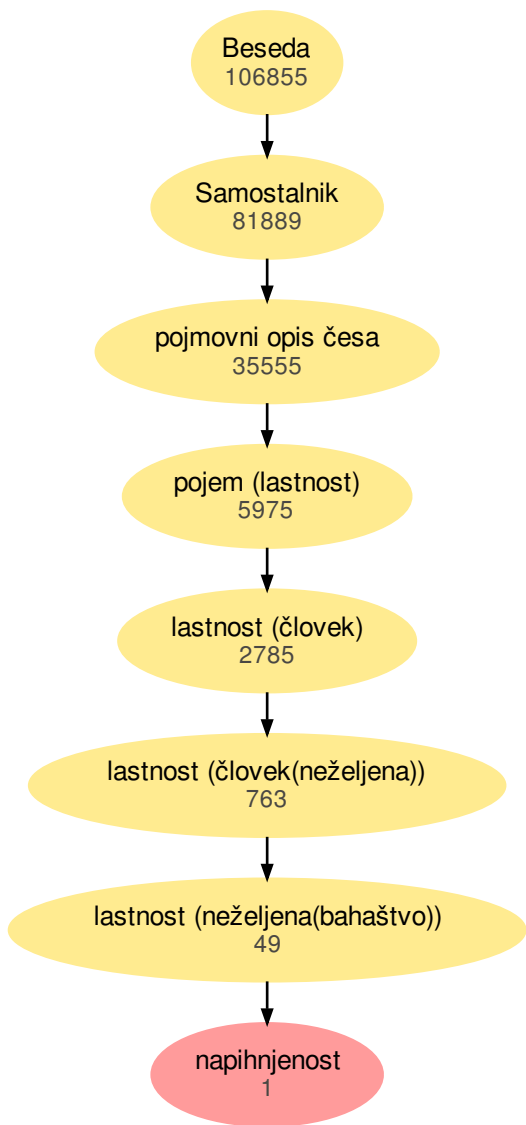 Beseda
106855
Samostalnik
81889
pojmovni opis česa
35555
pojem (lastnost)
5975
lastnost (človek)
2785
lastnost (človek(neželjena))
763
lastnost (neželjena(bahaštvo))
49
napihnjenost
1